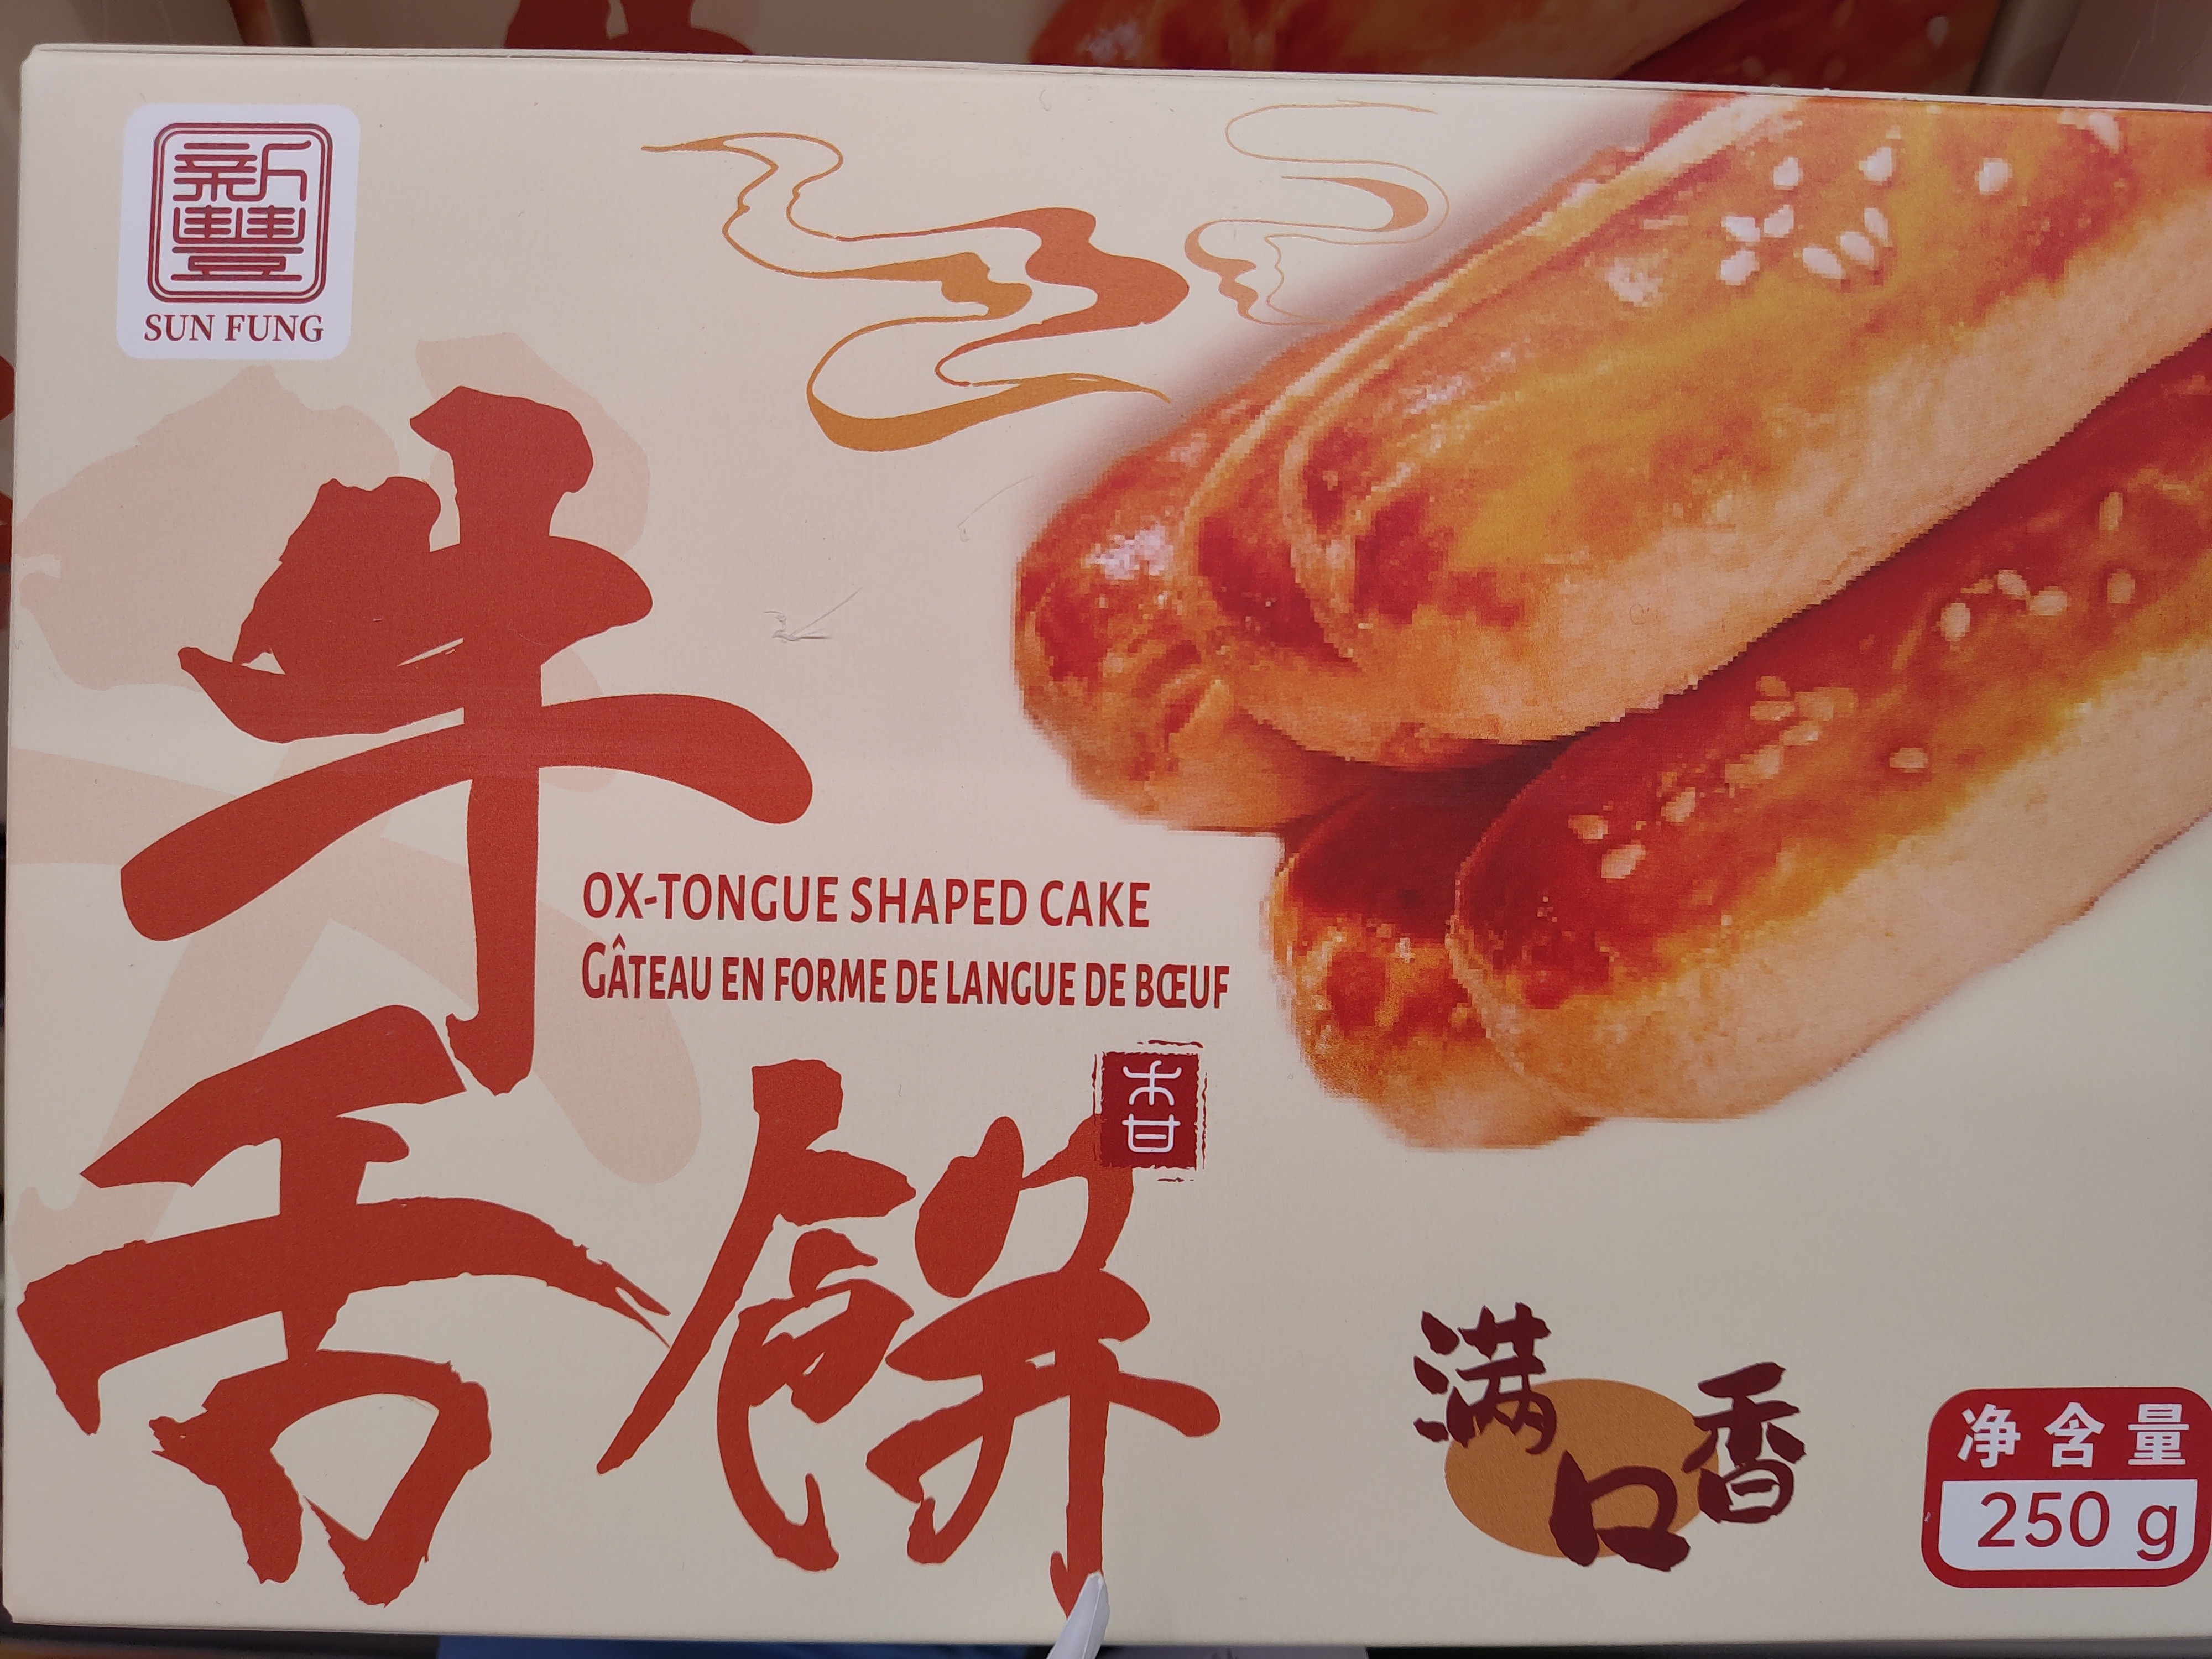 新豐
SUN FUNG
牛舌餅
OX-TONGUE SHAPED CAKE
GÂTEAU EN FORME DE LANGUE DE BŒUF
香
满口香
净含量
250 g